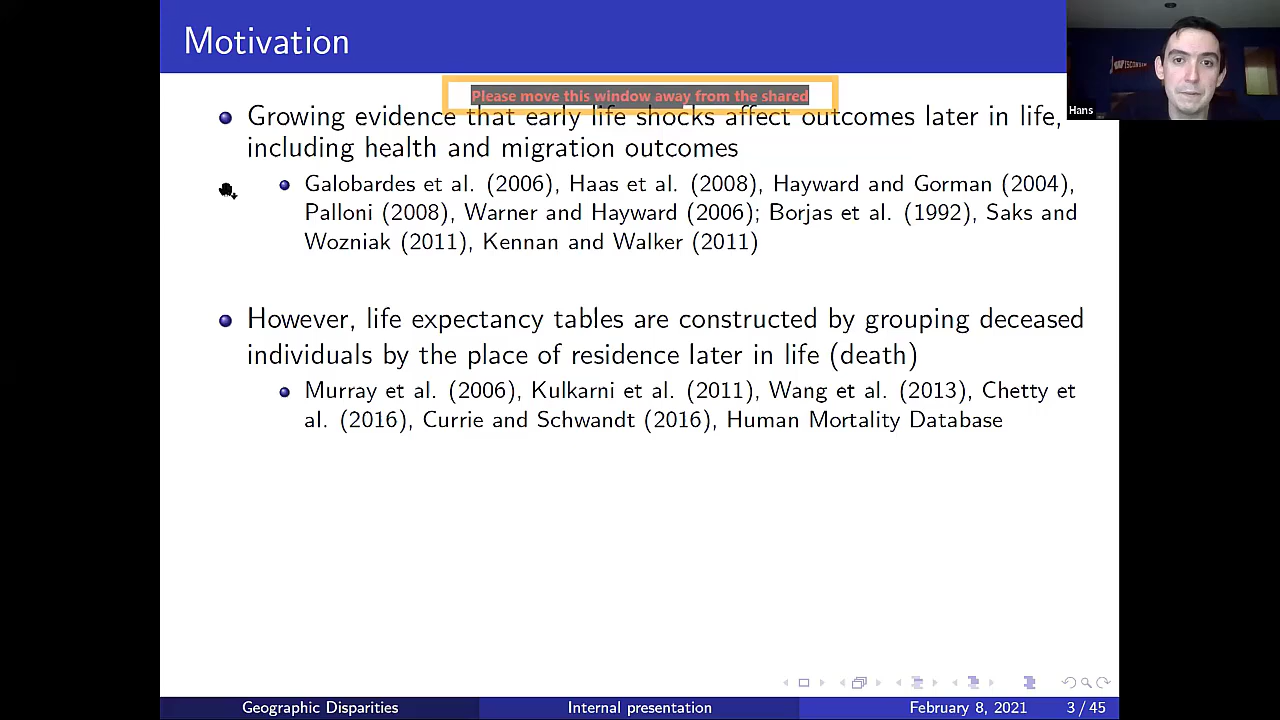 Motivation
WISCONSIN
Hans
Please move this window away from the shared
Growing evidence that early life shocks affect outcomes later in life,
including health and migration outcomes
Galobardes et al. (2006), Haas et al. (2008), Hayward and Gorman (2004),
Palloni (2008), Warner and Hayward (2006); Borjas et al. (1992), Saks and
Wozniak (2011), Kennan and Walker (2011)
However, life expectancy tables are constructed by grouping deceased
individuals by the place of residence later in life (death)
Murray et al. (2006), Kulkarni et al. (2011), Wang et al. (2013), Chetty et
al. (2016), Currie and Schwandt (2016), Human Mortality Database
Geographic Disparities
Internal presentation
February 8, 2021
3 / 45